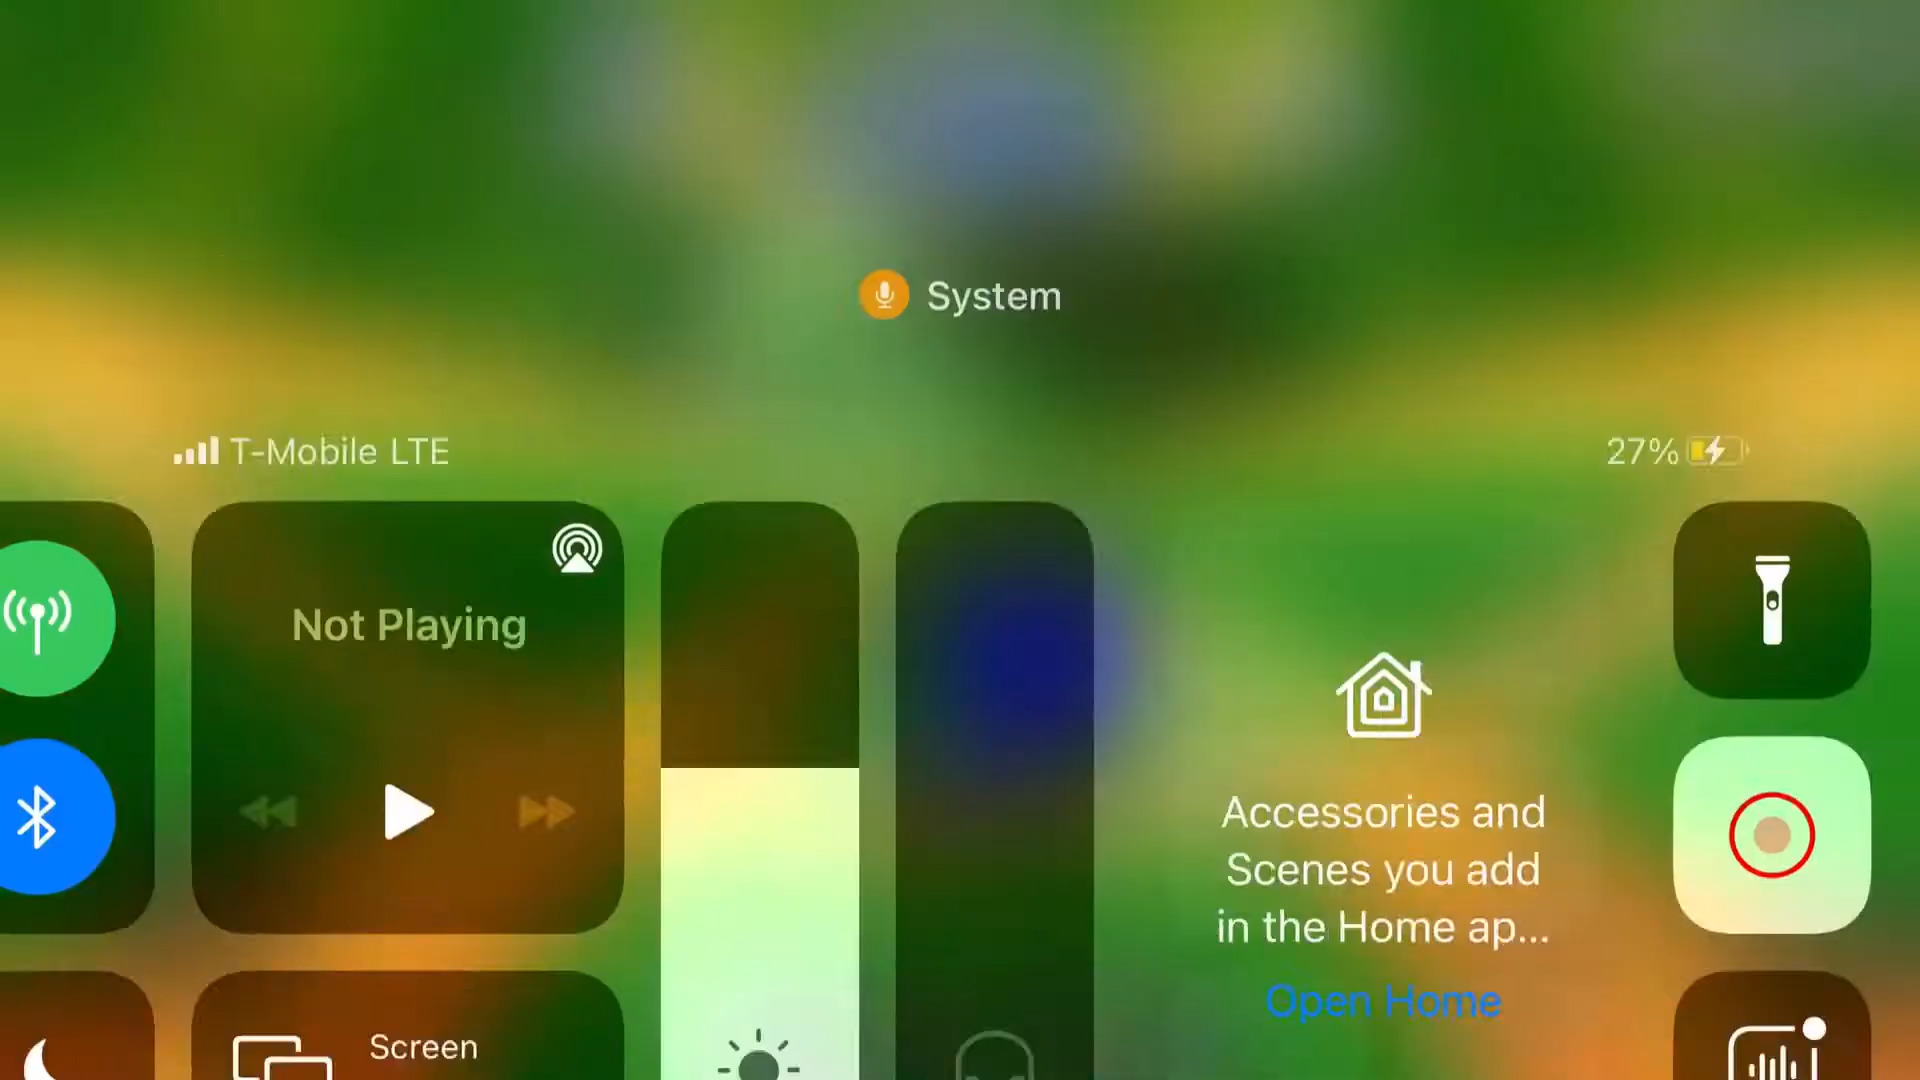 System
T-Mobile LTE
27%
Not Playing
Accessories and
Scenes you add
in the Home ap...
Open Home
Screen